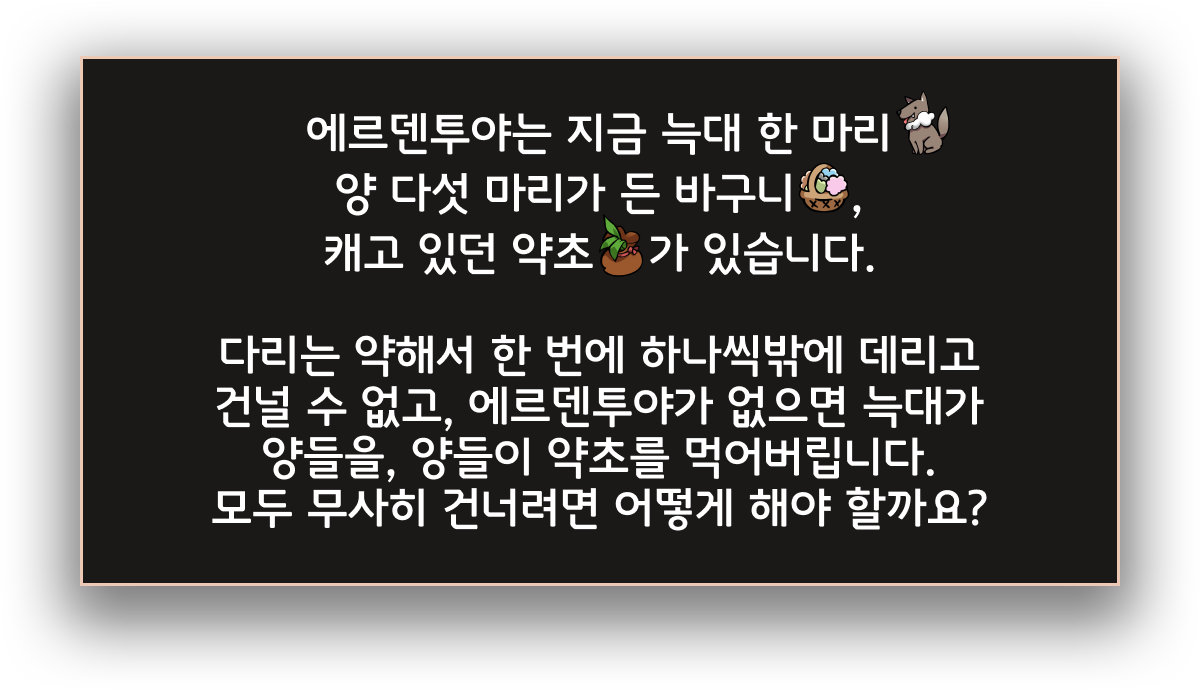 에르덴투야는 지금 늑대 한 마리
양 다섯 마리가 든 바구니,
캐고 있던 약초가 있습니다.
다리는 약해서 한 번에 하나씩밖에 데리고
건널 수 없고, 에르덴투야가 없으면 늑대가
양들을, 양들이 약초를 먹어버립니다.
모두 무사히 건너려면 어떻게 해야 할까요?